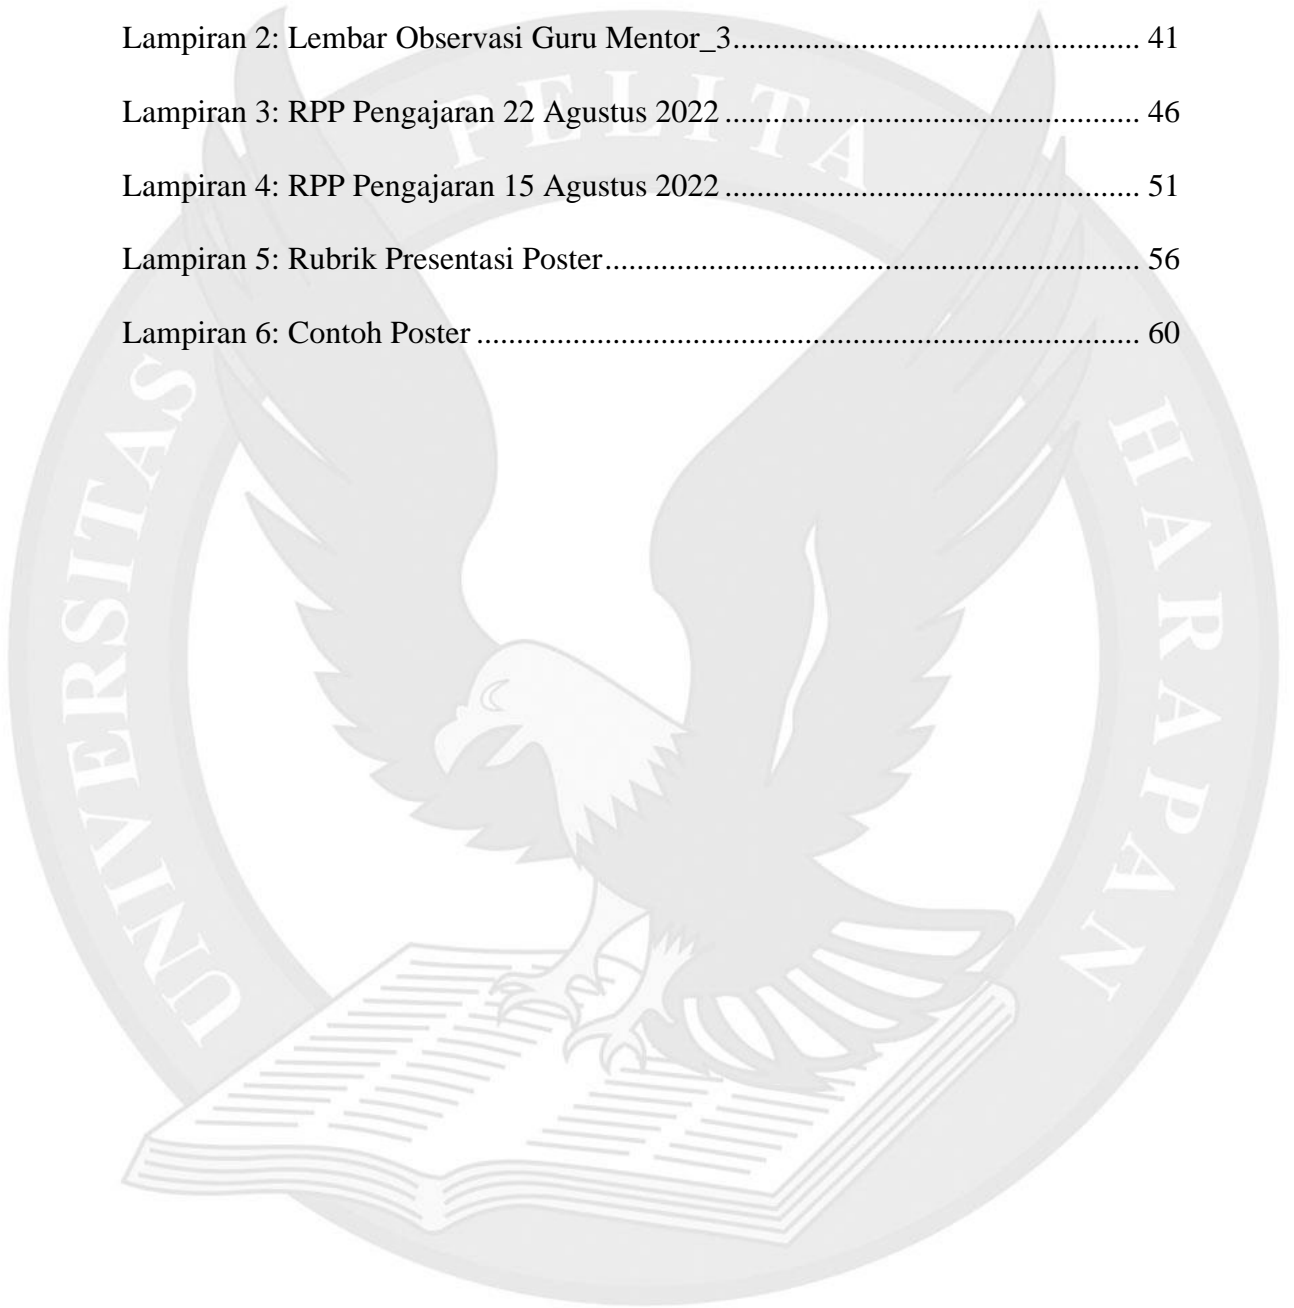 Lampiran 2: Lembar Observasi Guru Mentor_3.................................................. 41
Lampiran 3: RPP Pengajaran 22 Agustus 2022 .................................................. 46
Lampiran 4: RPP Pengajaran 15 Agustus 2022 .................................................. 51
Lampiran 5: Rubrik Presentasi Poster.................................................................. 56
Lampiran 6: Contoh Poster .................................................................................. 60
UNIVERSITAS PELITA HARAPAN